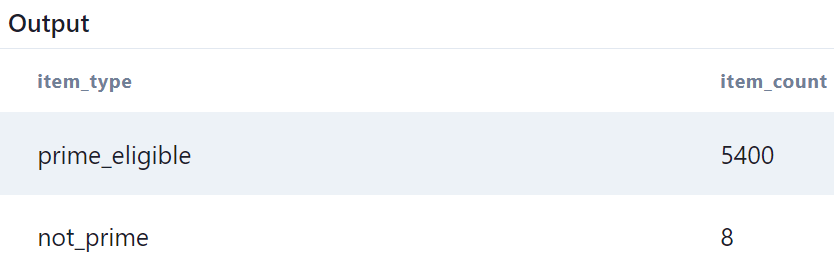 Output
item_type item_count
prime_eligible 5400
not_prime 8